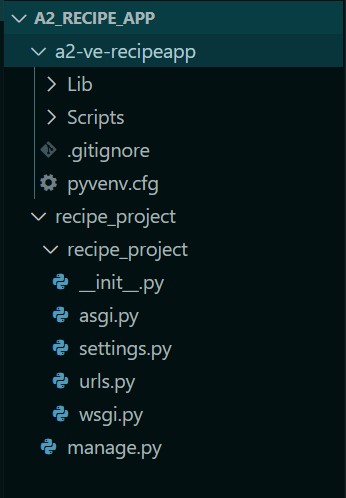 A2_RECIPE_APP
a2-ve-recipeapp
Lib
Scripts
.gitignore
pyvenv.cfg
recipe_project
recipe_project
__init__.py
asgi.py
settings.py
urls.py
wsgi.py
manage.py